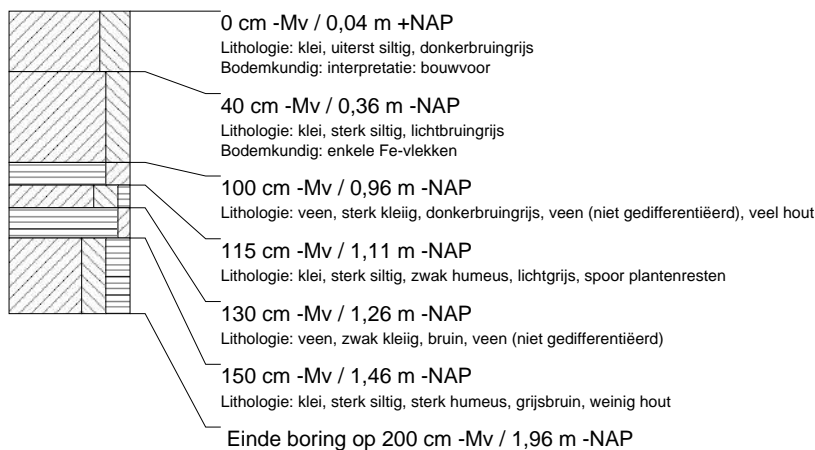 0 cm -Mv / 0,04 m +NAP
Lithologie: klei, uiterst siltig, donkerbruingrijs
Bodemkundig: interpretatie: bouwvoor
40 cm -Mv / 0,36 m -NAP
Lithologie: klei, sterk siltig, lichtbruingrijs
Bodemkundig: enkele Fe-vlekken
100 cm -Mv / 0,96 m -NAP
Lithologie: veen, sterk kleiig, donkerbruingrijs, veen (niet gedifferentiëerd), veel hout
115 cm -Mv / 1,11 m -NAP
Lithologie: klei, sterk siltig, zwak humeus, lichtgrijs, spoor plantenresten
130 cm -Mv / 1,26 m -NAP
Lithologie: veen, zwak kleiig, bruin, veen (niet gedifferentiëerd)
150 cm -Mv / 1,46 m -NAP
Lithologie: klei, sterk siltig, sterk humeus, grijsbruin, weinig hout
Einde boring op 200 cm -Mv / 1,96 m -NAP